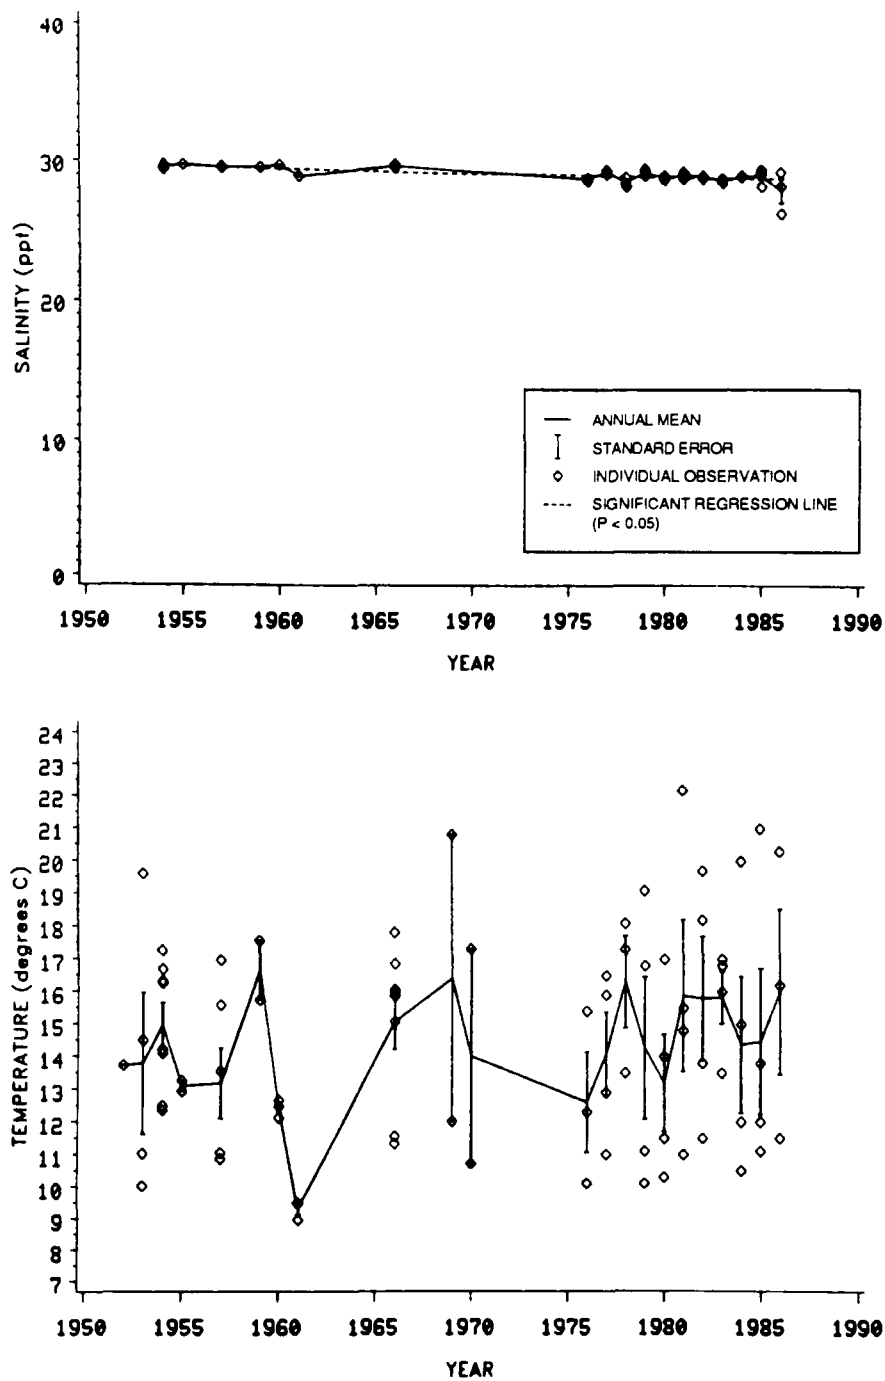 40
30
20
10
0
SALINITY (ppt)
ANNUAL MEAN
STANDARD ERROR
INDIVIDUAL OBSERVATION
SIGNIFICANT REGRESSION LINE
(P < 0.05)
1950 1955 1960 1965 1970 1975 1980 1985 1990
YEAR
24
23
22
21
20
19
18
17
16
15
14
13
12
11
10
9
8
7
TEMPERATURE (degrees C)
1950 1955 1960 1965 1970 1975 1980 1985 1990
YEAR